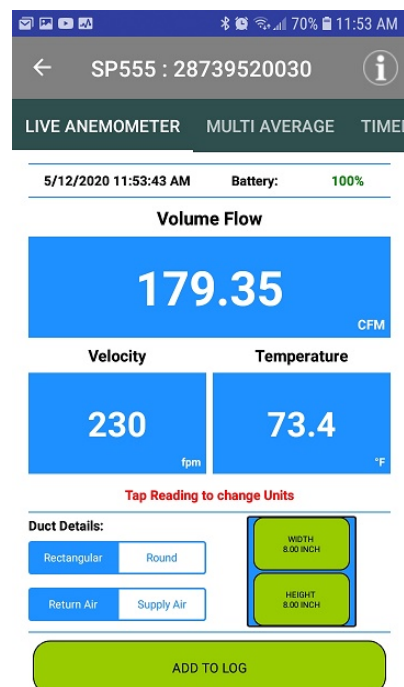 70% 11:53 AM
SP555 : 28739520030
i
LIVE ANEMOMETER MULTI AVERAGE TIME
5/12/2020 11:53:43 AM Battery: 100%
Volume Flow
179.35
CFM
Velocity Temperature
230 73.4
fpm °F
Tap Reading to change Units
Duct Details:
Rectangular Round
WIDTH
8.00 INCH
Return Air Supply Air
HEIGHT
8.00 INCH
ADD TO LOG